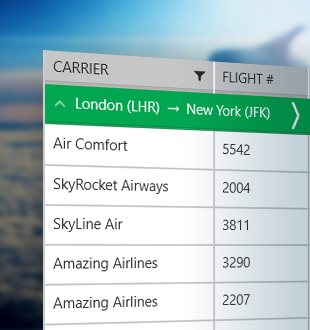 CARRIER FLIGHT #
London (LHR) → New York (JFK)
Air Comfort 5542
SkyRocket Airways 2004
SkyLine Air 3811
Amazing Airlines 3290
Amazing Airlines 2207